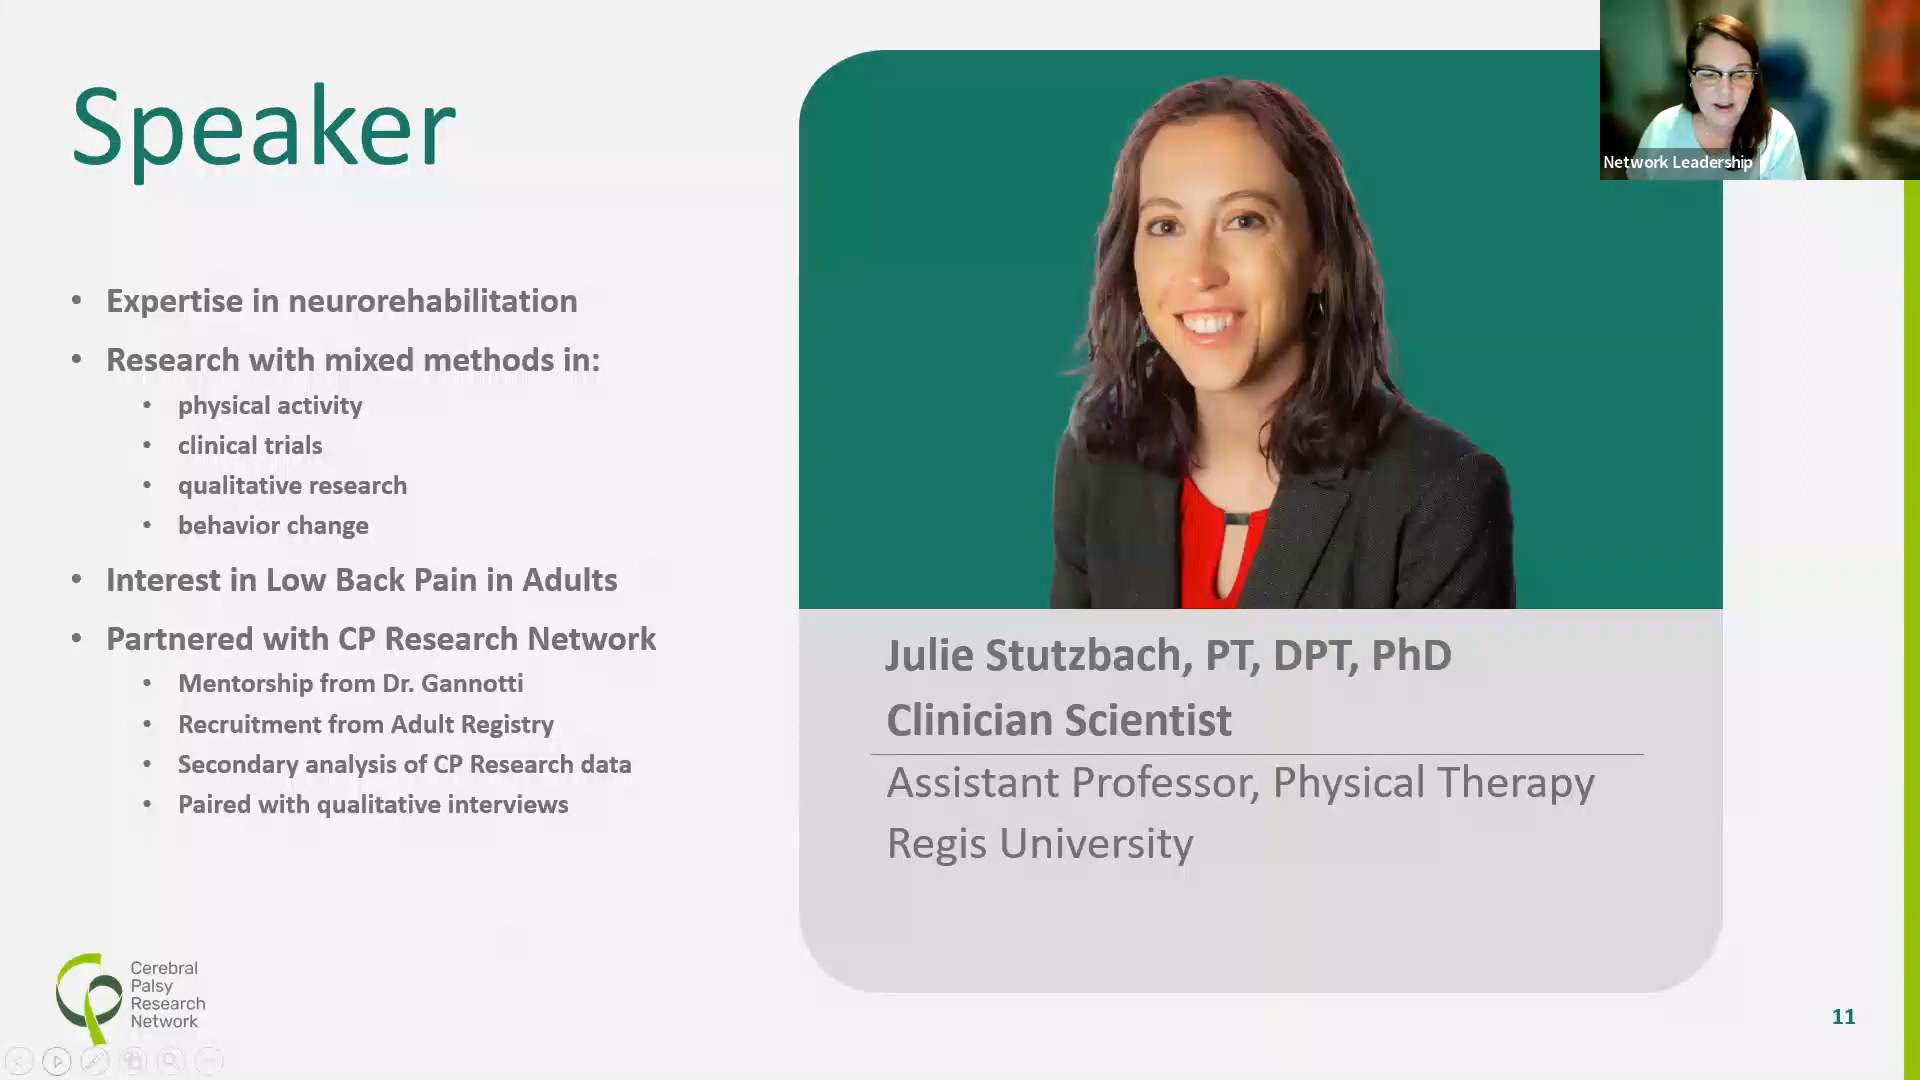 Speaker
• Expertise in neurorehabilitation
• Research with mixed methods in:
• physical activity
• clinical trials
• qualitative research
• behavior change
• Interest in Low Back Pain in Adults
• Partnered with CP Research Network
• Mentorship from Dr. Gannotti
• Recruitment from Adult Registry
• Secondary analysis of CP Research data
• Paired with qualitative interviews
Network Leadership
Julie Stutzbach, PT, DPT, PhD
Clinician Scientist
Assistant Professor, Physical Therapy
Regis University
Cerebral
Palsy
Research
Network
11